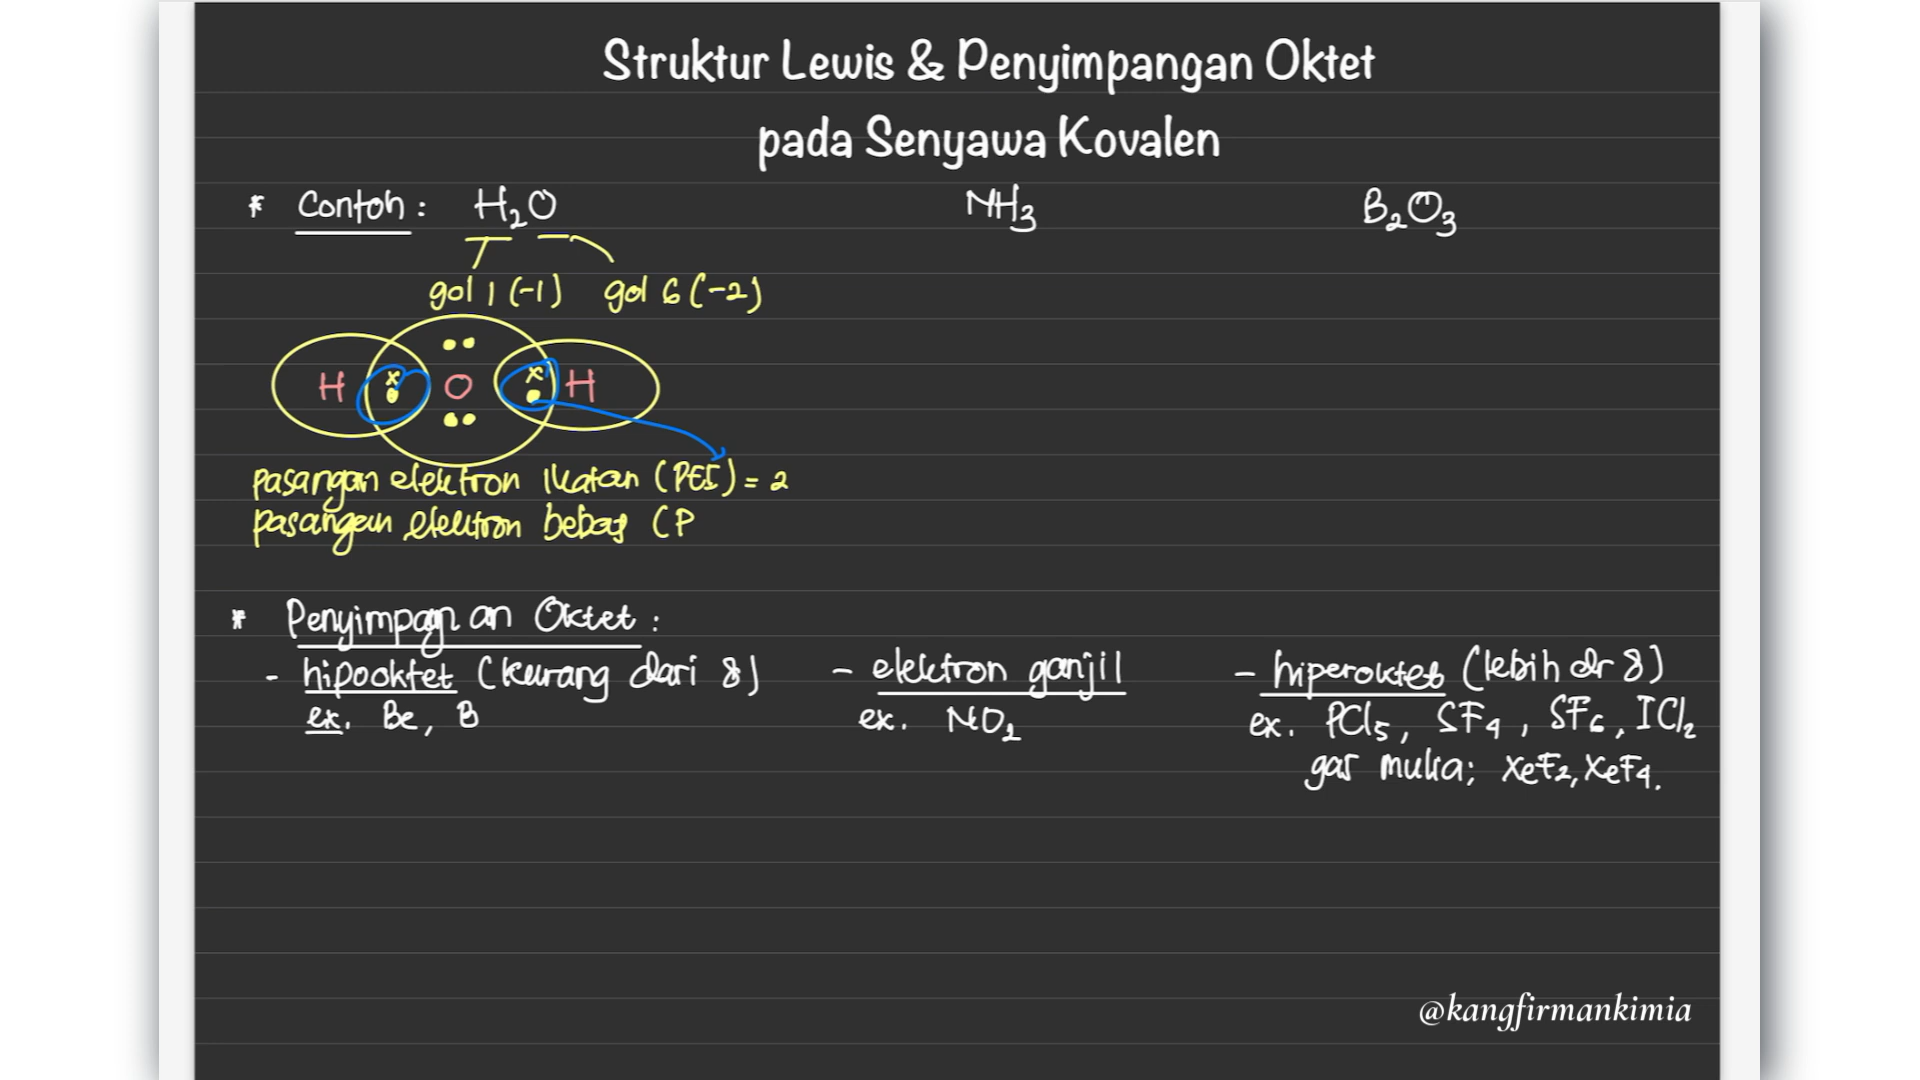 Struktur Lewis & Penyimpangan Oktet
pada Senyawa Kovalen
* Contoh : H₂O NH₃ B₂O₃
gol 1 (-1) gol 6 (-2)
H x O x H
pasangan elektron Ikatan (PEI) = 2
pasangan elektron bebas (P
* Penyimpangan Oktet :
- hipooktet (kurang dari 8) - elektron ganjil - hiperoktet (lebih dr 8)
ex. Be, B ex. NO₂ ex. PCl₅, SF₄, SF₆, ICl₂
gas mulia; XeF₂, XeF₄.
@kangfirmankimia